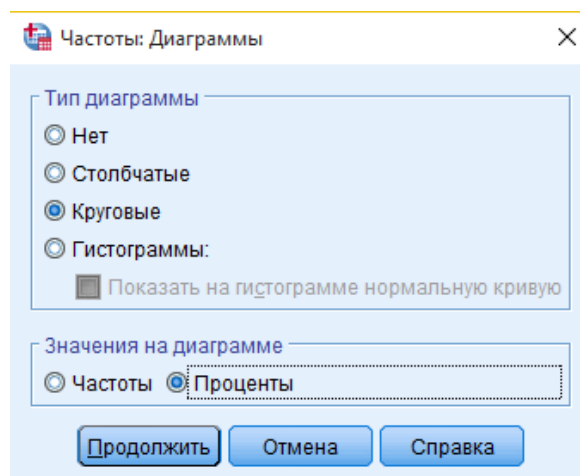 Частоты: Диаграммы
Тип диаграммы
Нет
Столбчатые
Круговые
Гистограммы:
Показать на гистограмме нормальную кривую
Значения на диаграмме
Частоты Проценты
Продолжить Отмена Справка